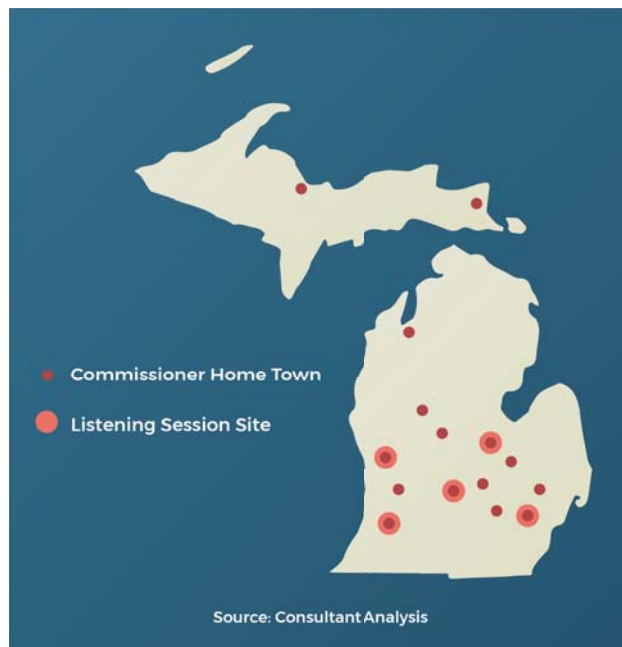 Commissioner Home Town
Listening Session Site
Source: Consultant Analysis